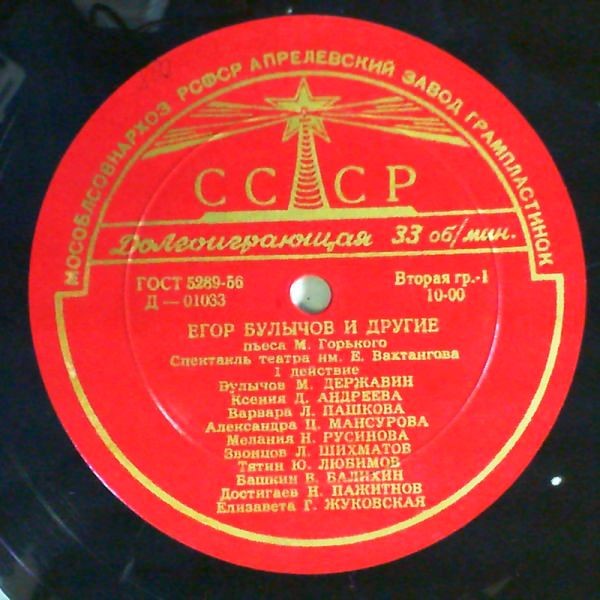 МОСОБЛСОВНАРХОЗ РСФСР АПРЕЛЕВСКИЙ ЗАВОД ГРАМПЛАСТИНОК
СССР
Долгоиграющая 33 об/мин.
ГОСТ 5289-56
Д — 01033
Вторая гр.-1
10-00
ЕГОР БУЛЫЧОВ И ДРУГИЕ
пьеса М. Горького
Спектакль театра им. Е. Вахтангова
1 действие
Булычов М. ДЕРЖАВИН
Ксения Д. АНДРЕЕВА
Варвара Л. ПАШКОВА
Александра Ц. МАНСУРОВА
Мелания Н. РУСИНОВА
Звонцов Л. ШИХМАТОВ
Тятин Ю. ЛЮБИМОВ
Башкин В. БАЛИХИН
Достигаев Н. ПАЖИТНОВ
Елизавета Г. ЖУКОВСКАЯ